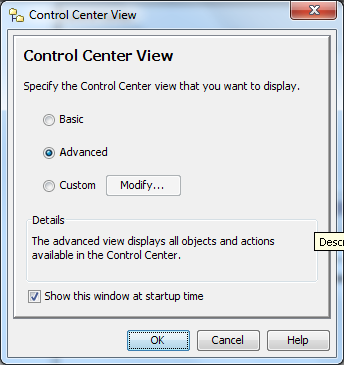 Control Center View
Control Center View
Specify the Control Center view that you want to display.
Basic
Advanced
Custom
Modify...
Details
The advanced view displays all objects and actions
available in the Control Center.
Show this window at startup time
OK
Cancel
Help